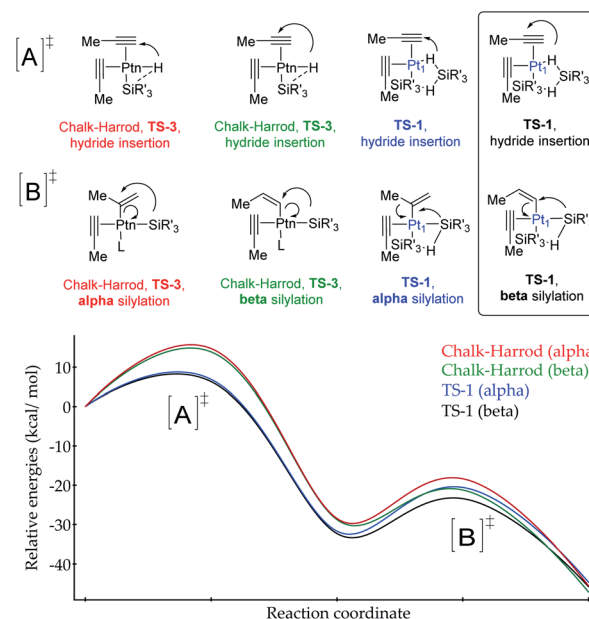 [A]‡
Me
Ptn
H
SiR'3
Me
Chalk-Harrod, TS-3,
hydride insertion
Me
Ptn
H
SiR'3
Me
Chalk-Harrod, TS-3,
hydride insertion
Me
Pt1
H
SiR'3
SiR'3
H
Me
TS-1,
hydride insertion
Me
Pt1
H
SiR'3
SiR'3
H
Me
TS-1,
hydride insertion
[B]‡
Me
Ptn
SiR'3
L
Me
Chalk-Harrod, TS-3,
alpha silylation
Me
Ptn
SiR'3
L
Me
Chalk-Harrod, TS-3,
beta silylation
Me
Pt1
SiR'3
SiR'3
H
Me
TS-1,
alpha silylation
Me
Pt1
SiR'3
SiR'3
H
Me
TS-1,
beta silylation
Chalk-Harrod (alpha
Chalk-Harrod (beta)
TS-1 (alpha)
TS-1 (beta)
10
0
-10
-20
-30
-40
Relative energies (kcal/ mol)
[A]‡
[B]‡
Reaction coordinate